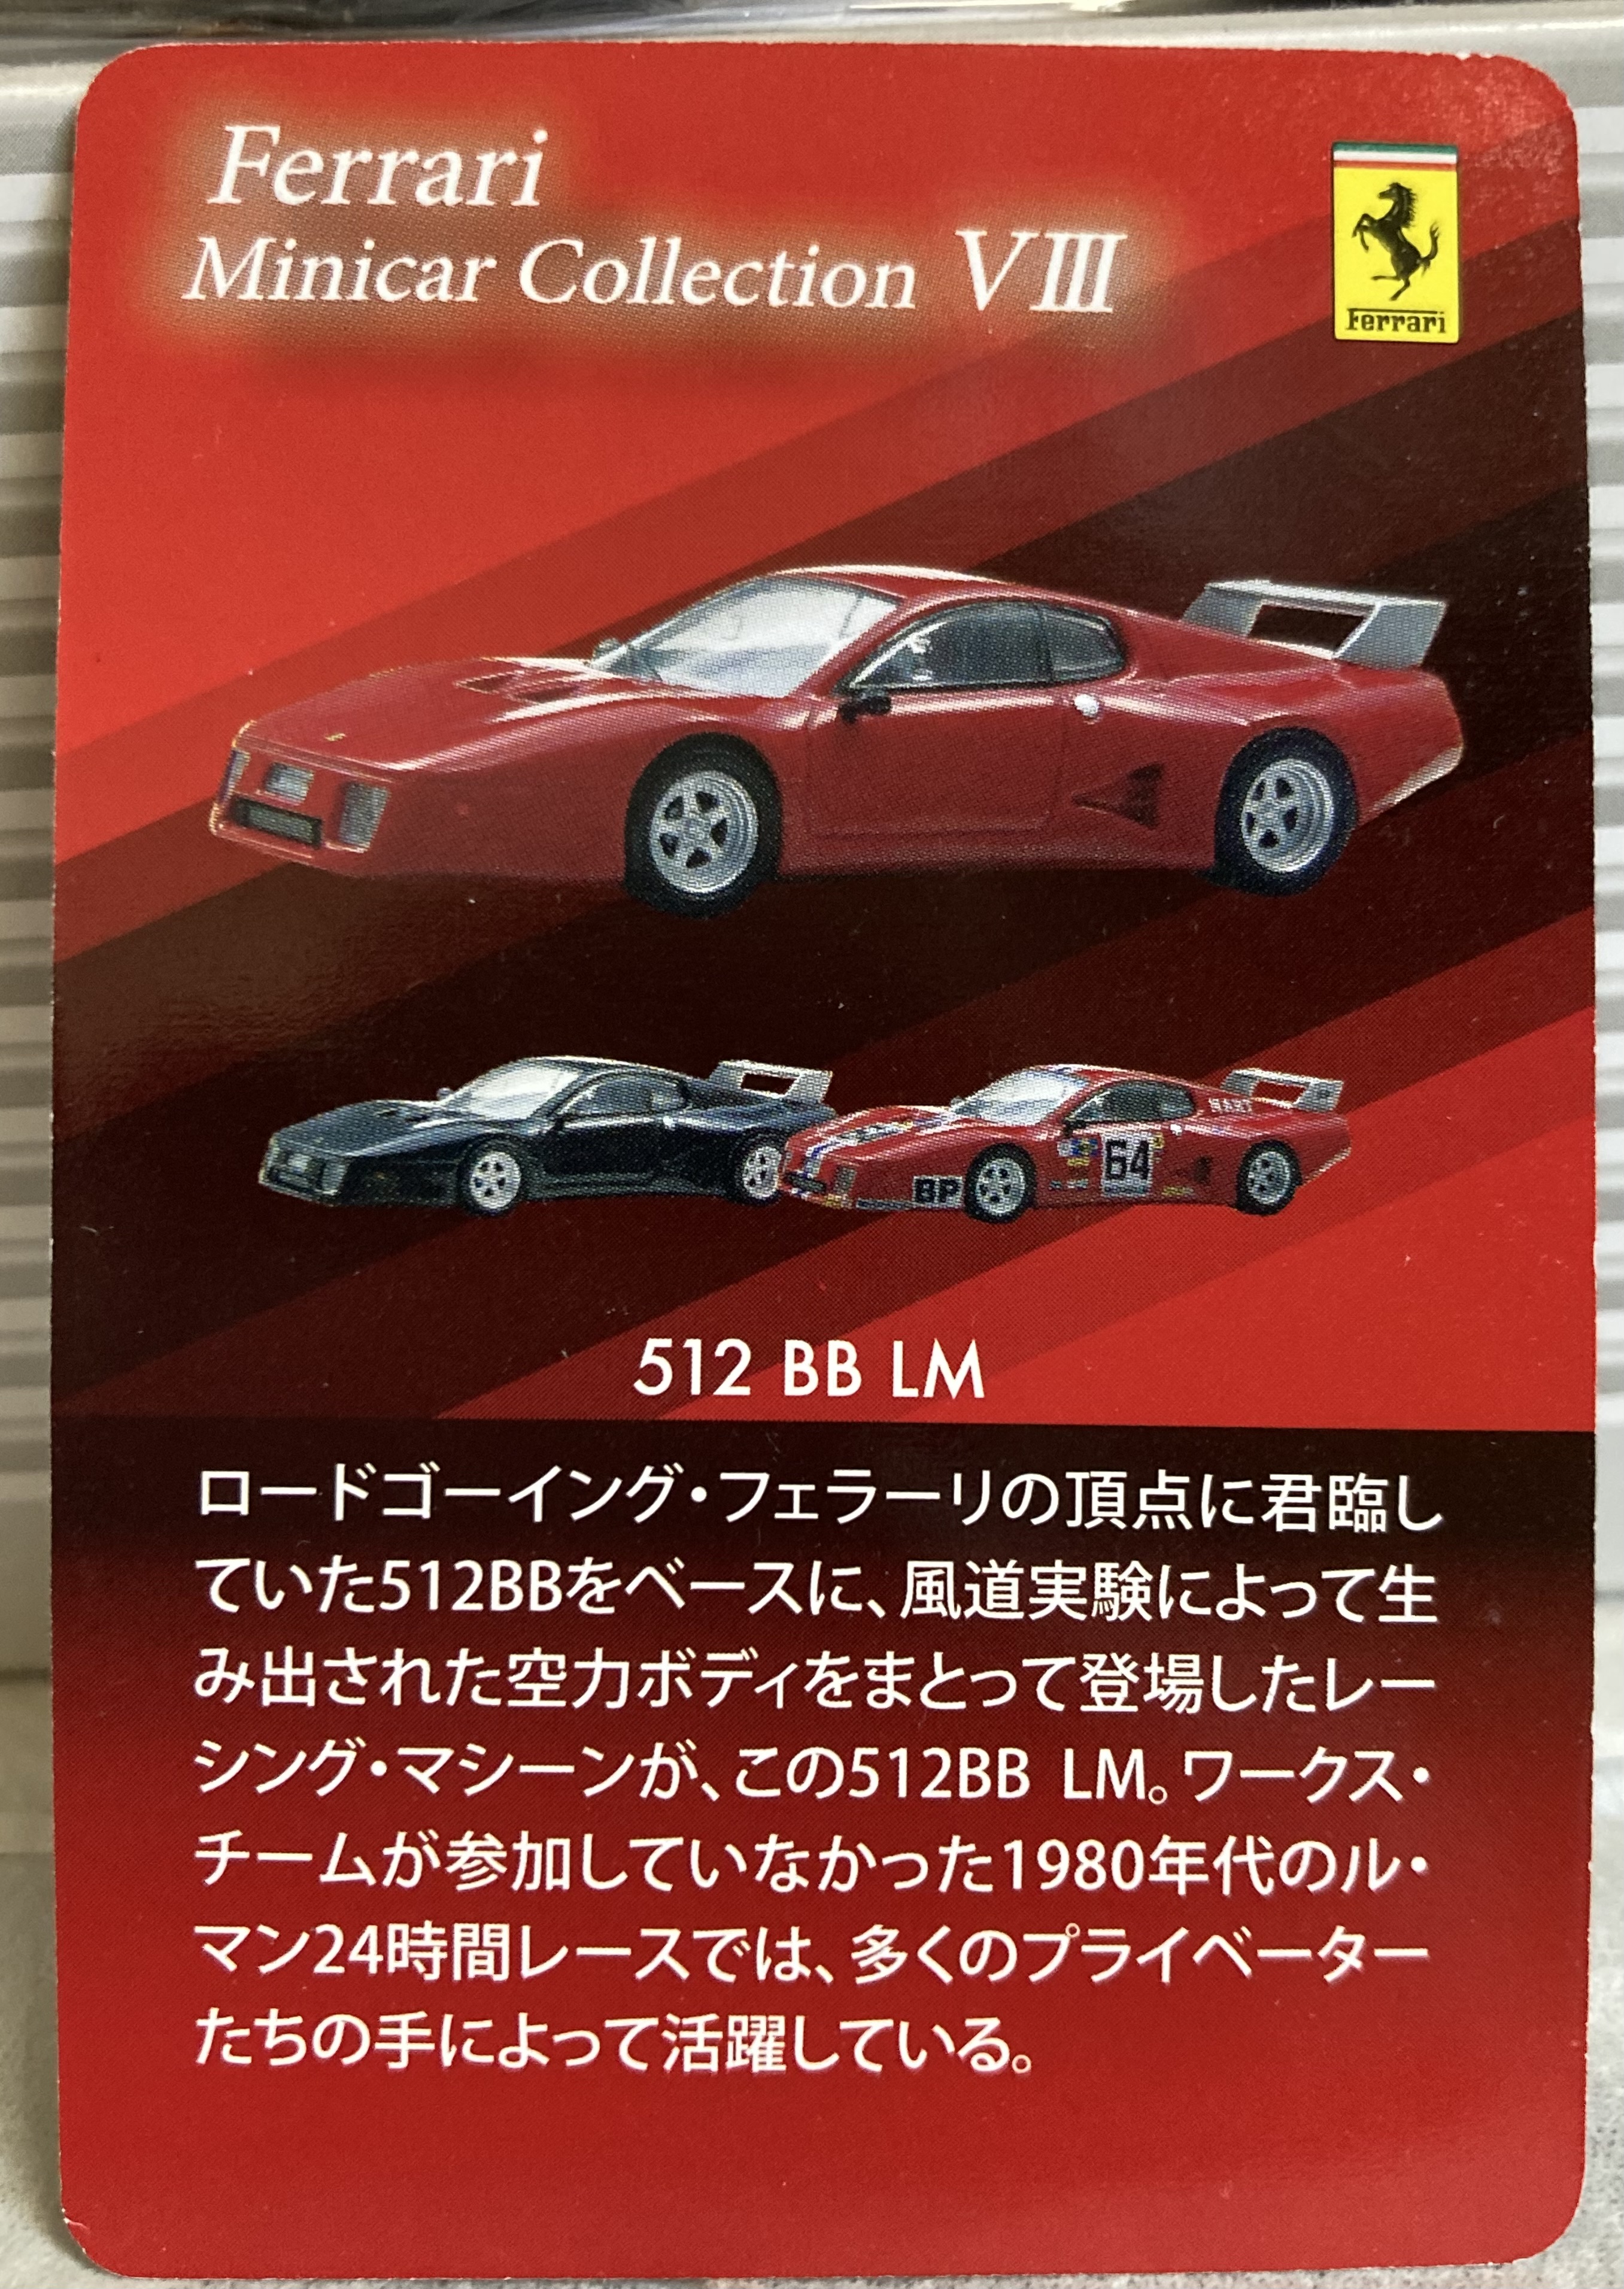 Ferrari
Minicar Collection VIII
Ferrari
NART
64
BP
512 BB LM
ロードゴーイング・フェラーリの頂点に君臨し
ていた512BBをベースに、風道実験によって生
み出された空力ボディをまとって登場したレー
シング・マシーンが、この512BB LM。ワークス・
チームが参加していなかった1980年代のル・
マン24時間レースでは、多くのプライベーター
たちの手によって活躍している。